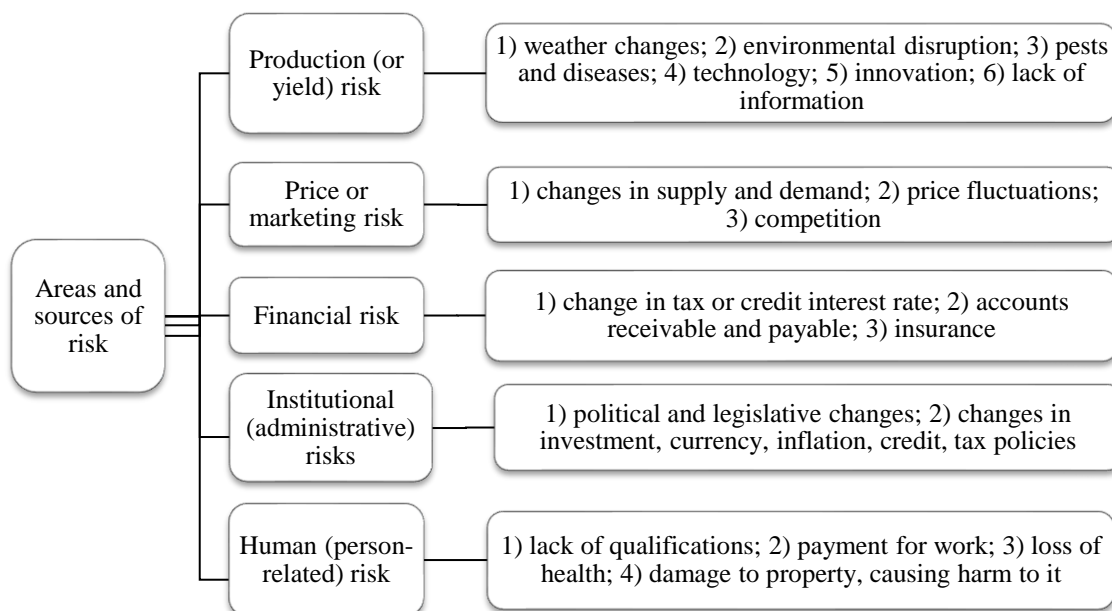 Areas and
sources of
risk
Production (or
yield) risk
1) weather changes; 2) environmental disruption; 3) pests
and diseases; 4) technology; 5) innovation; 6) lack of
information
Price or
marketing risk
1) changes in supply and demand; 2) price fluctuations;
3) competition
Financial risk
1) change in tax or credit interest rate; 2) accounts
receivable and payable; 3) insurance
Institutional
(administrative)
risks
1) political and legislative changes; 2) changes in
investment, currency, inflation, credit, tax policies
Human (person-
related) risk
1) lack of qualifications; 2) payment for work; 3) loss of
health; 4) damage to property, causing harm to it